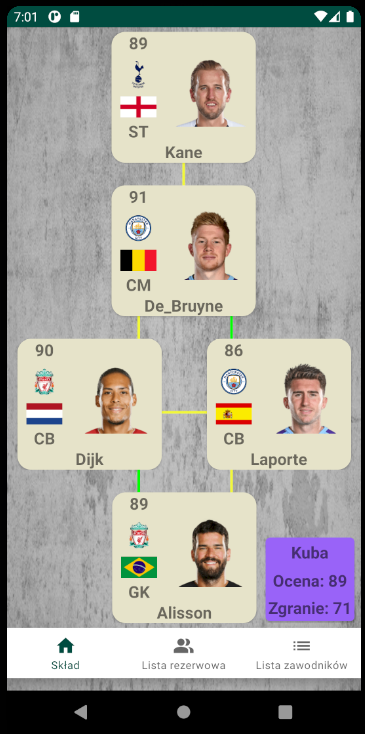 7:01
89
ST
Kane
91
CM
De_Bruyne
90
CB
Dijk
86
CB
Laporte
89
GK
Alisson
Kuba
Ocena: 89
Zgranie: 71
Skład
Lista rezerwowa
Lista zawodników